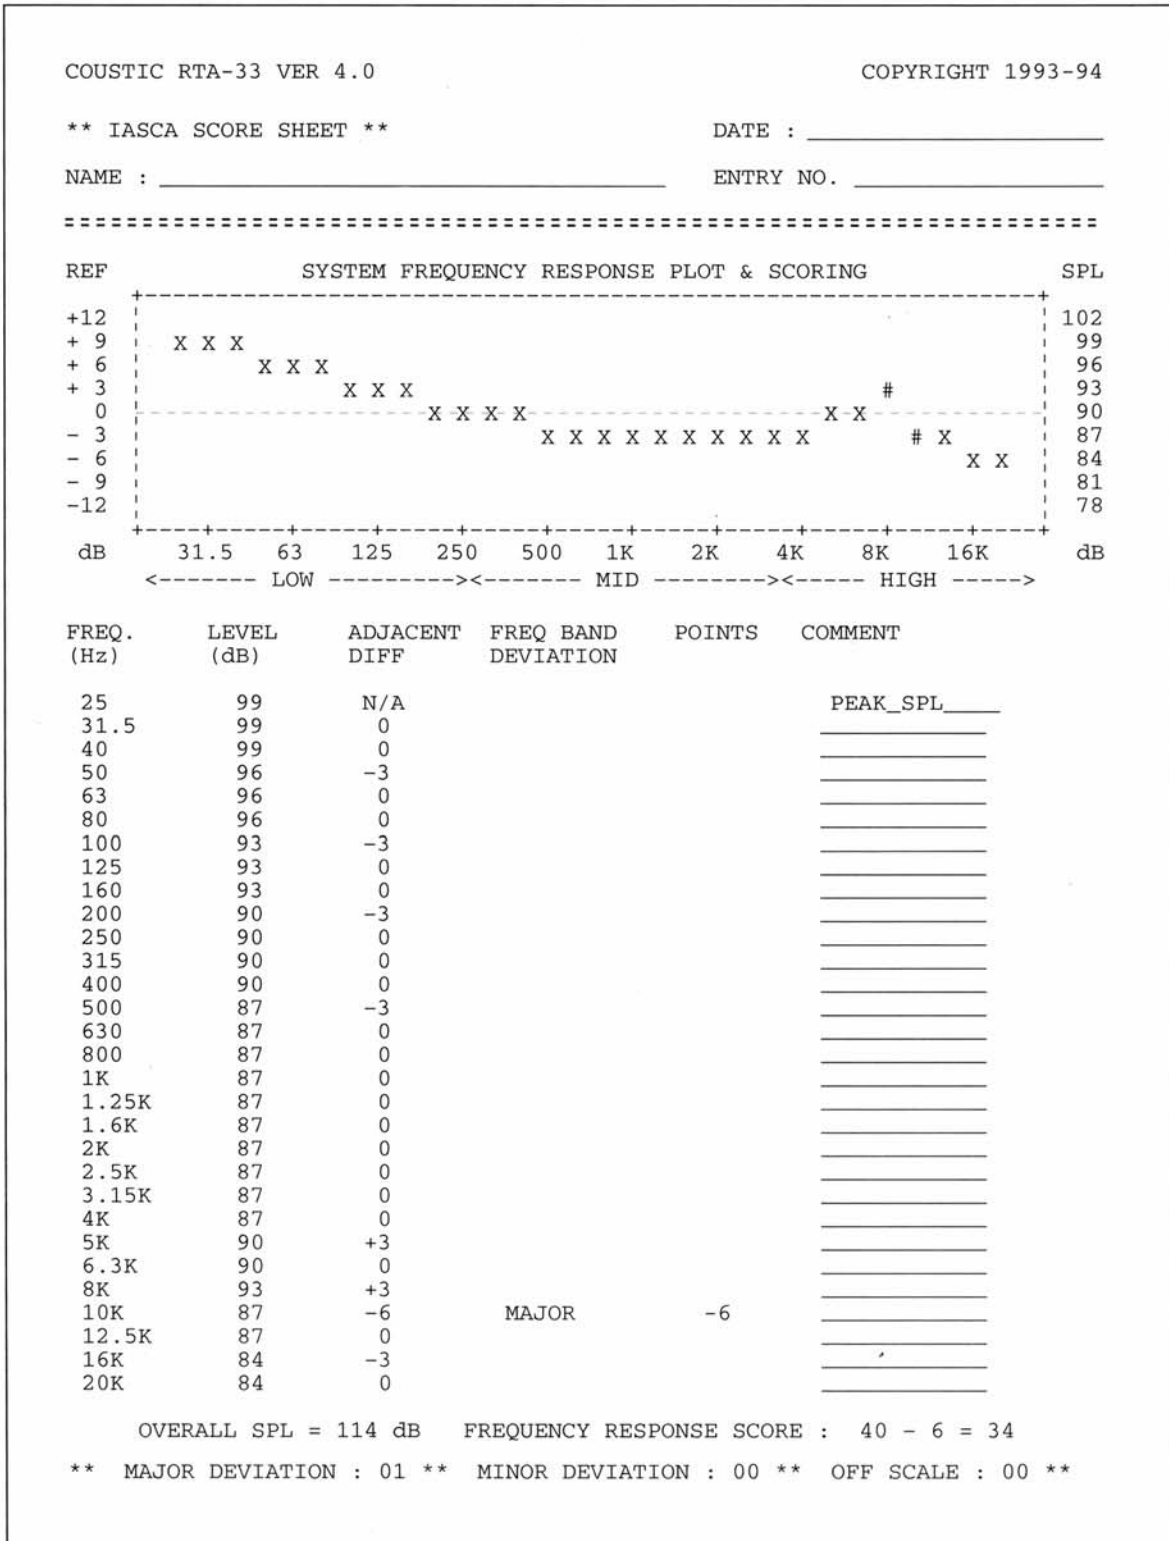 COUSTIC RTA-33 VER 4.0 COPYRIGHT 1993-94
** IASCA SCORE SHEET ** DATE : ____________________
NAME : ____________________ ENTRY NO. ____________________
REF SYSTEM FREQUENCY RESPONSE PLOT & SCORING SPL
+12 102
+ 9 X X X 99
+ 6 X X X 96
+ 3 X X X # 93
0 X X X X X X 90
- 3 X X X X X X X X X X # X 87
- 6 X X 84
- 9 81
-12 78
dB 31.5 63 125 250 500 1K 2K 4K 8K 16K dB
<------- LOW ---------><------- MID --------><----- HIGH ----->
FREQ. LEVEL ADJACENT FREQ BAND POINTS COMMENT
(Hz) (dB) DIFF DEVIATION
25 99 N/A PEAK_SPL_____
31.5 99 0
40 99 0
50 96 -3
63 96 0
80 96 0
100 93 -3
125 93 0
160 93 0
200 90 -3
250 90 0
315 90 0
400 90 0
500 87 -3
630 87 0
800 87 0
1K 87 0
1.25K 87 0
1.6K 87 0
2K 87 0
2.5K 87 0
3.15K 87 0
4K 87 0
5K 90 +3
6.3K 90 0
8K 93 +3
10K 87 -6 MAJOR -6
12.5K 87 0
16K 84 -3
20K 84 0
OVERALL SPL = 114 dB FREQUENCY RESPONSE SCORE : 40 - 6 = 34
** MAJOR DEVIATION : 01 ** MINOR DEVIATION : 00 ** OFF SCALE : 00 **